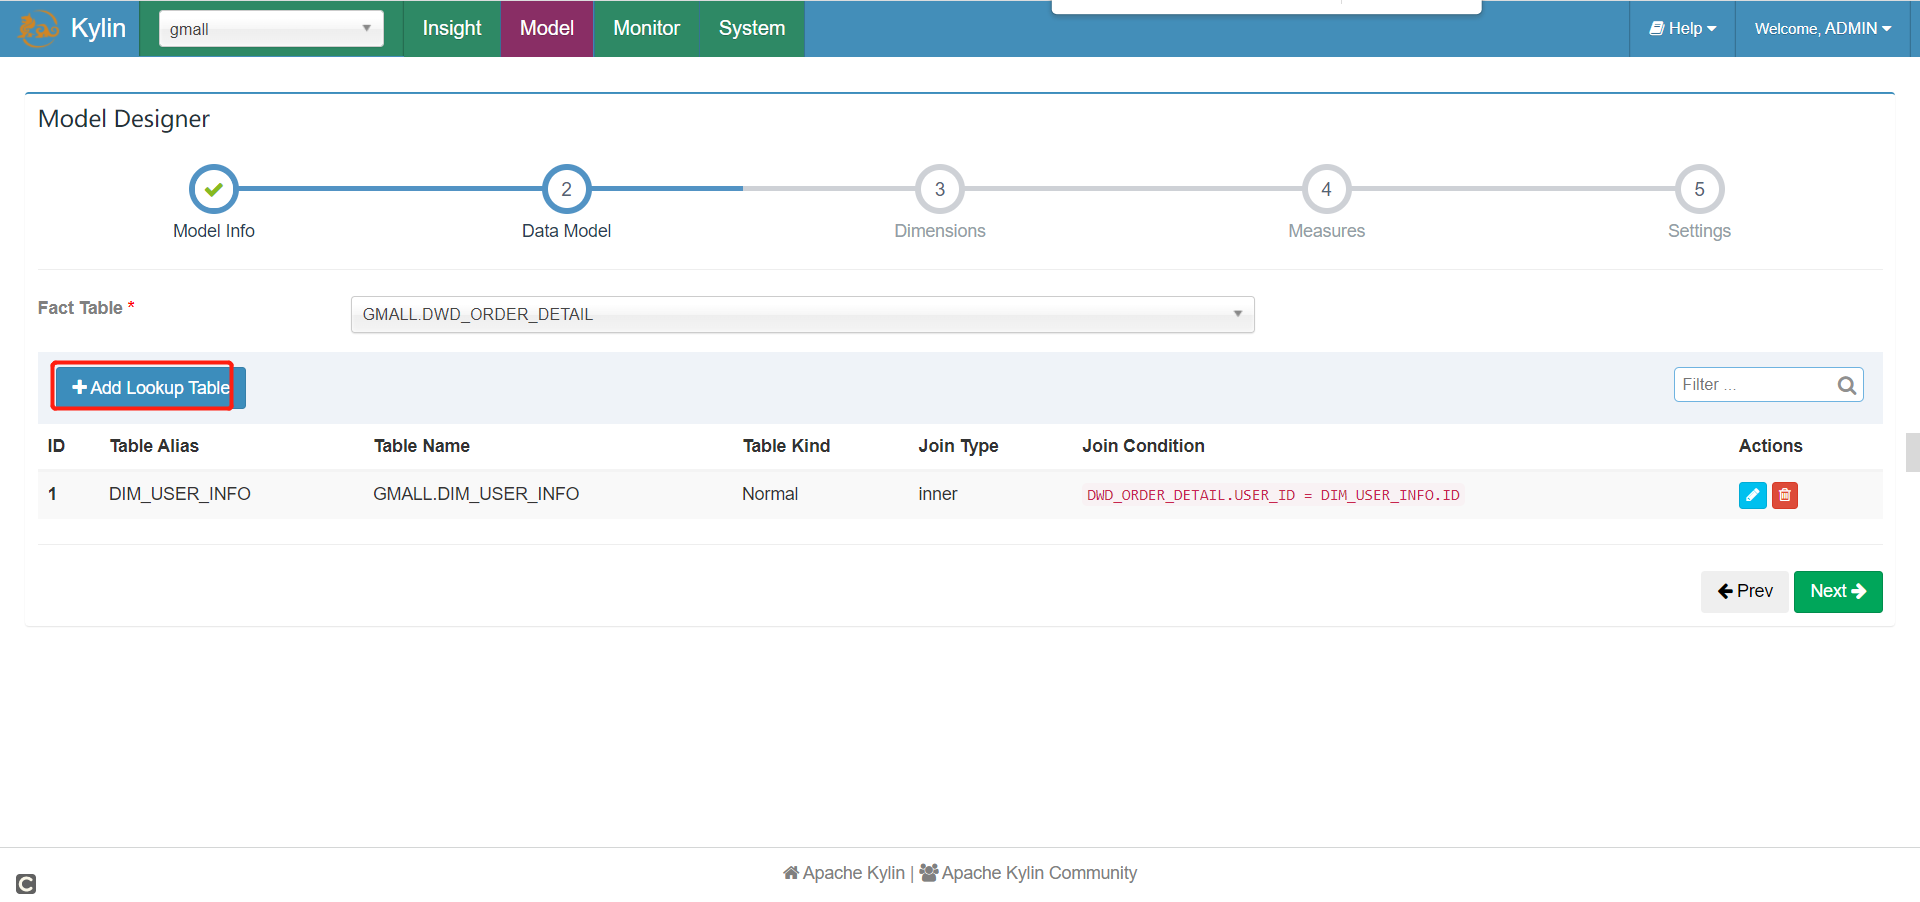 Kylin gmall Insight Model Monitor System Help Welcome, ADMIN
Model Designer
2 3 4 5
Model Info Data Model Dimensions Measures Settings
Fact Table * GMALL.DWD_ORDER_DETAIL
Add Lookup Table Filter ...
ID Table Alias Table Name Table Kind Join Type Join Condition Actions
1 DIM_USER_INFO GMALL.DIM_USER_INFO Normal inner DWD_ORDER_DETAIL.USER_ID = DIM_USER_INFO.ID
Prev Next
Apache Kylin | Apache Kylin Community
C